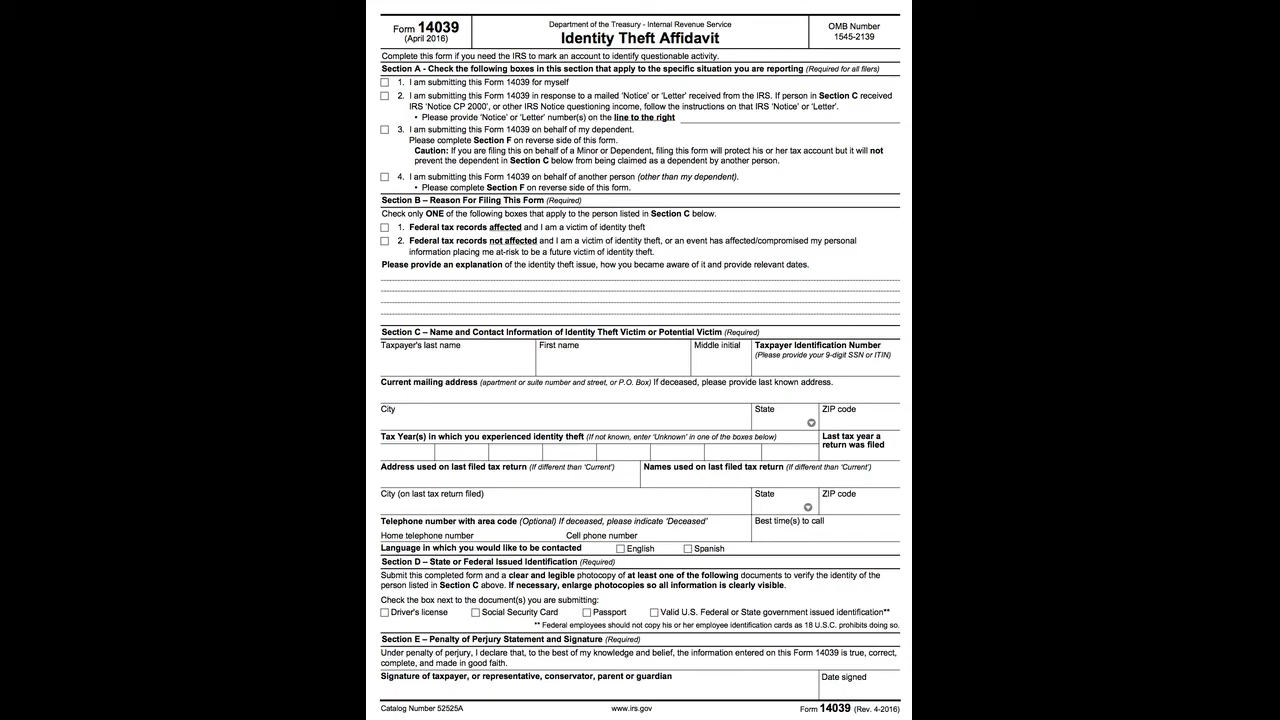 Form 14039
(April 2016)
Department of the Treasury - Internal Revenue Service
Identity Theft Affidavit
OMB Number
1545-2139
Complete this form if you need the IRS to mark an account to identify questionable activity.
Section A - Check the following boxes in this section that apply to the specific situation you are reporting (Required for all filers)
1. I am submitting this Form 14039 for myself
2. I am submitting this Form 14039 in response to a mailed ‘Notice’ or ‘Letter’ received from the IRS. If person in Section C received
IRS ‘Notice CP 2000’, or other IRS Notice questioning income, follow the instructions on that IRS ‘Notice’ or ‘Letter’.
• Please provide ‘Notice’ or ‘Letter’ number(s) on the line to the right
3. I am submitting this Form 14039 on behalf of my dependent.
Please complete Section F on reverse side of this form.
Caution: If you are filing this on behalf of a Minor or Dependent, filing this form will protect his or her tax account but it will not
prevent the dependent in Section C below from being claimed as a dependent by another person.
4. I am submitting this Form 14039 on behalf of another person (other than my dependent).
• Please complete Section F on reverse side of this form.
Section B – Reason For Filing This Form (Required)
Check only ONE of the following boxes that apply to the person listed in Section C below.
1. Federal tax records affected and I am a victim of identity theft
2. Federal tax records not affected and I am a victim of identity theft, or an event has affected/compromised my personal
information placing me at-risk to be a future victim of identity theft.
Please provide an explanation of the identity theft issue, how you became aware of it and provide relevant dates.
Section C – Name and Contact Information of Identity Theft Victim or Potential Victim (Required)
Taxpayer's last name
First name
Middle initial
Taxpayer Identification Number
(Please provide your 9-digit SSN or ITIN)
Current mailing address (apartment or suite number and street, or P.O. Box) If deceased, please provide last known address.
City
State
ZIP code
Tax Year(s) in which you experienced identity theft (If not known, enter ‘Unknown’ in one of the boxes below)
Last tax year a
return was filed
Address used on last filed tax return (If different than ‘Current’)
Names used on last filed tax return (If different than ‘Current’)
City (on last tax return filed)
State
ZIP code
Telephone number with area code (Optional) If deceased, please indicate ‘Deceased’
Best time(s) to call
Home telephone number
Cell phone number
Language in which you would like to be contacted
English
Spanish
Section D – State or Federal Issued Identification (Required)
Submit this completed form and a clear and legible photocopy of at least one of the following documents to verify the identity of the
person listed in Section C above. If necessary, enlarge photocopies so all information is clearly visible.
Check the box next to the document(s) you are submitting:
Driver's license
Social Security Card
Passport
Valid U.S. Federal or State government issued identification**
** Federal employees should not copy his or her employee identification cards as 18 U.S.C. prohibits doing so.
Section E – Penalty of Perjury Statement and Signature (Required)
Under penalty of perjury, I declare that, to the best of my knowledge and belief, the information entered on this Form 14039 is true, correct,
complete, and made in good faith.
Signature of taxpayer, or representative, conservator, parent or guardian
Date signed
Catalog Number 52525A
www.irs.gov
Form 14039 (Rev. 4-2016)